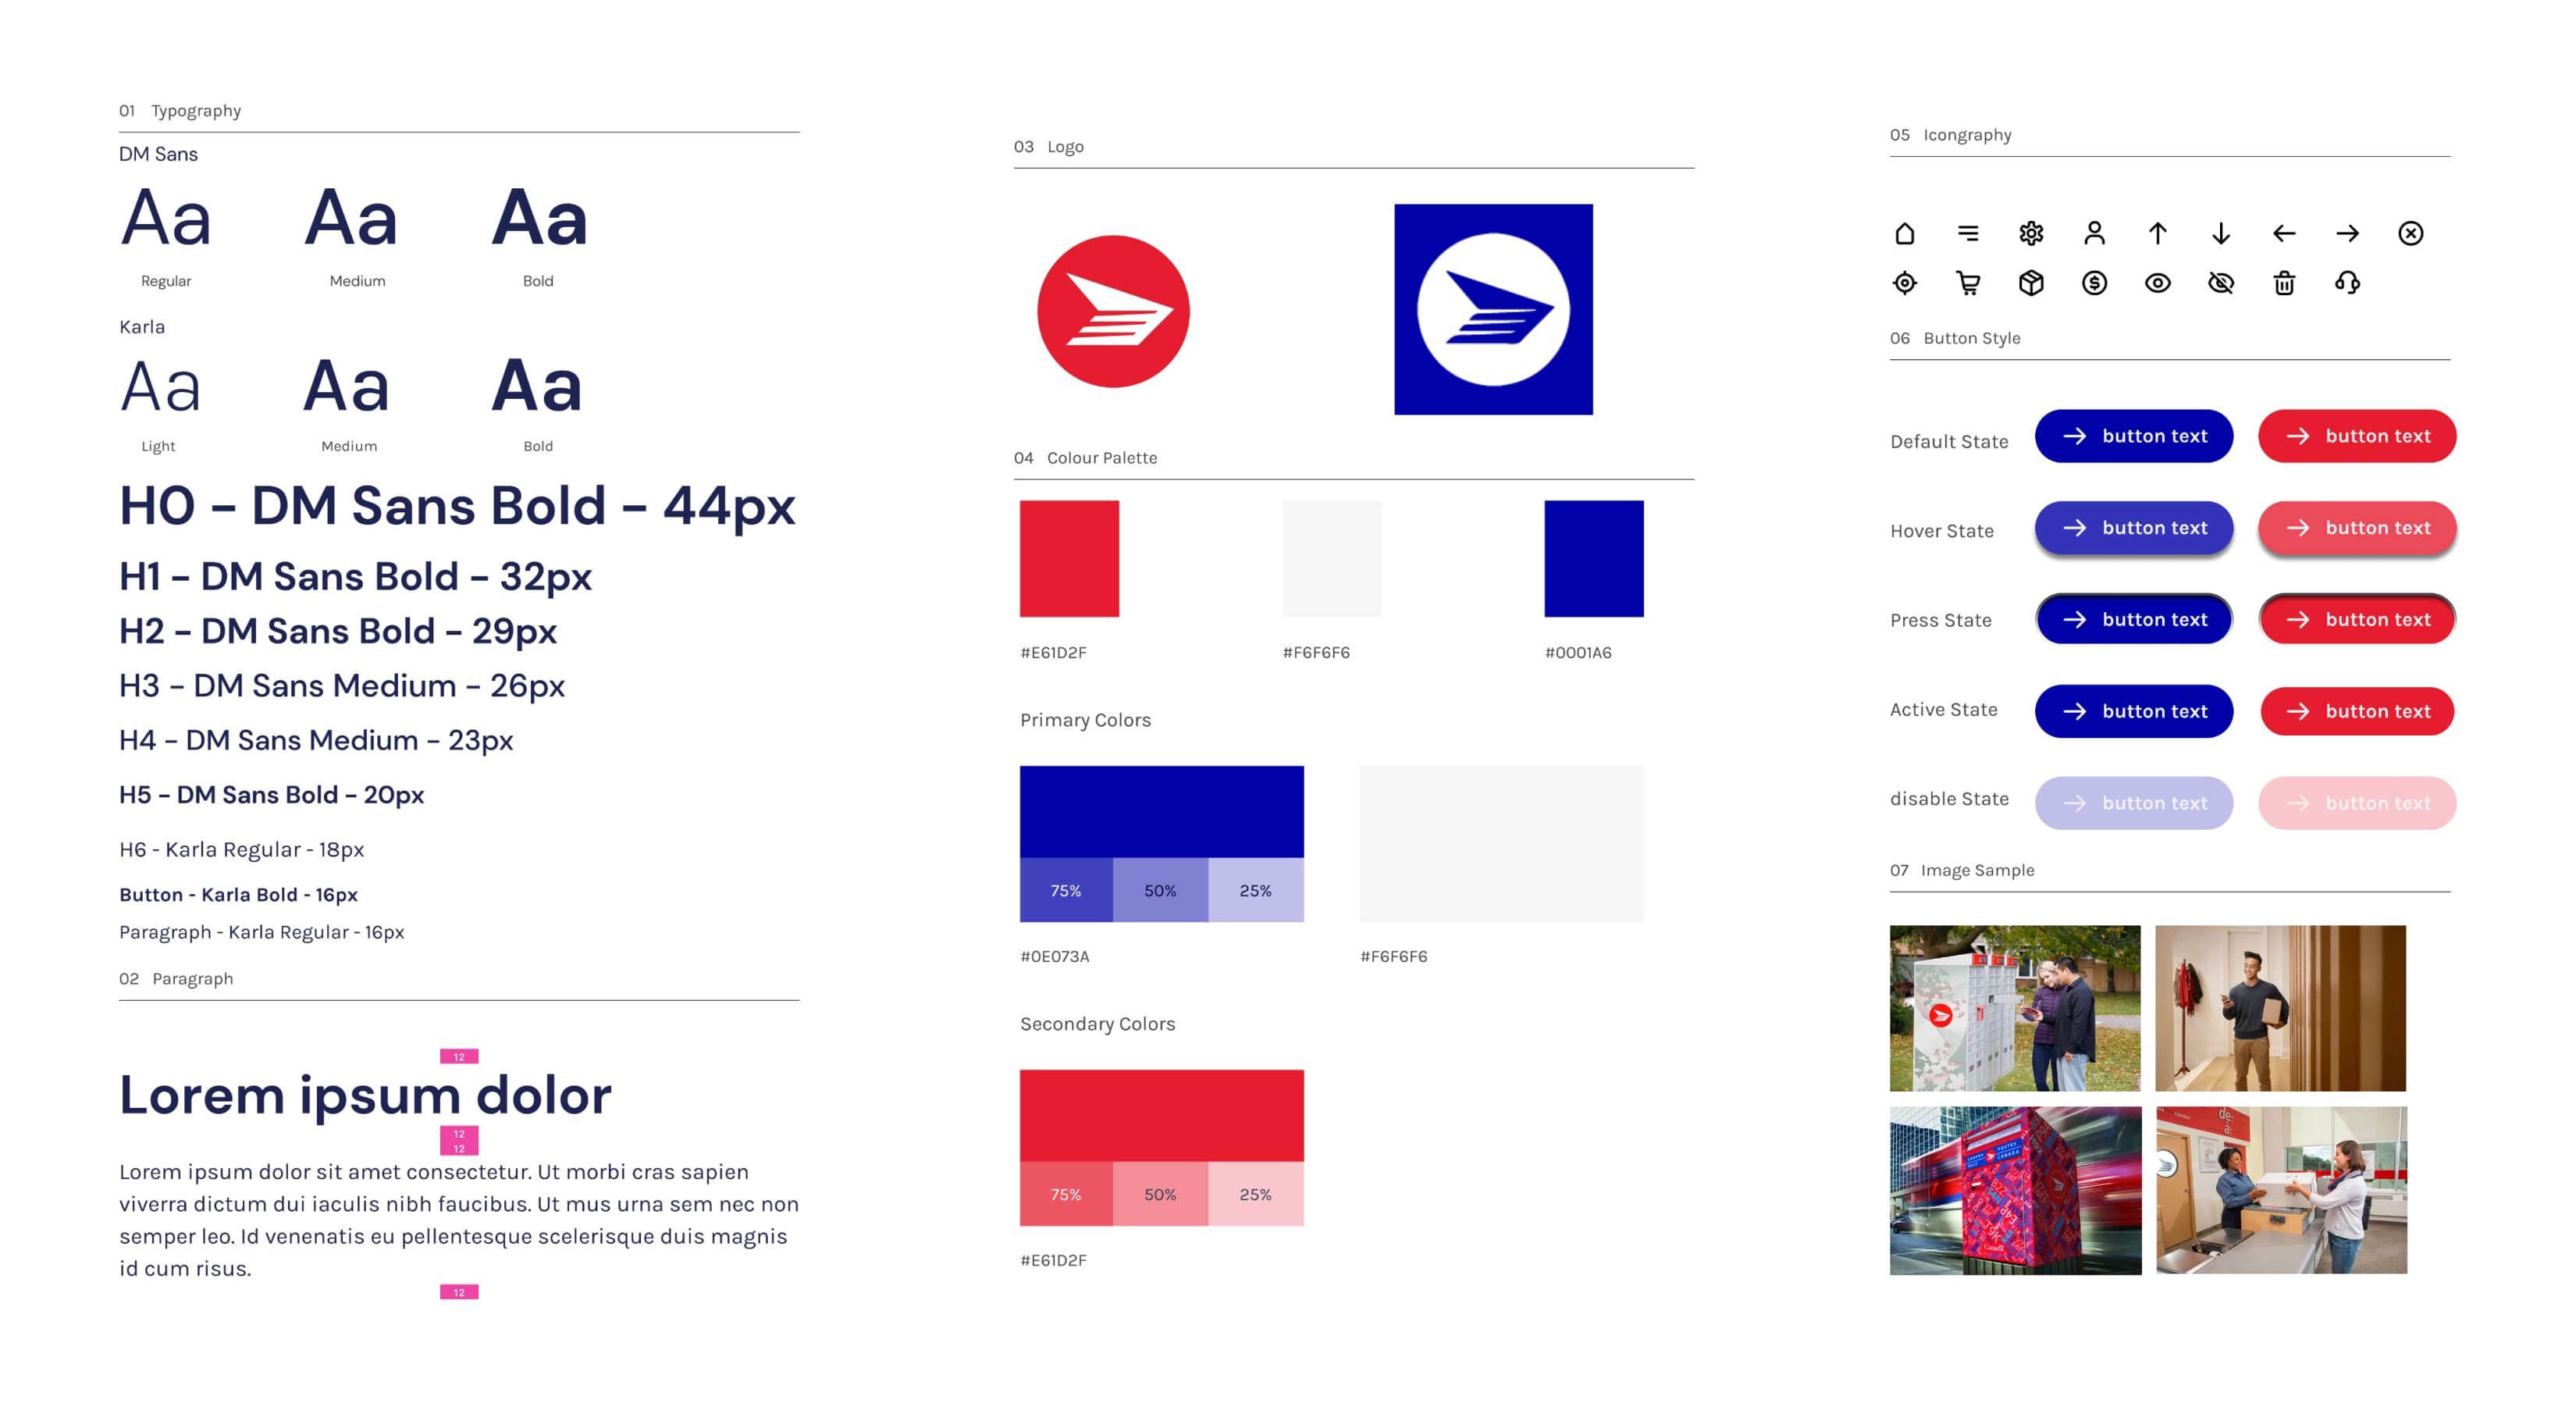 01 Typography
DM Sans
Aa Aa Aa
Regular Medium Bold
Karla
Aa Aa Aa
Light Medium Bold
H0 – DM Sans Bold – 44px
H1 – DM Sans Bold – 32px
H2 – DM Sans Bold – 29px
H3 – DM Sans Medium – 26px
H4 – DM Sans Medium – 23px
H5 – DM Sans Bold – 20px
H6 - Karla Regular - 18px
Button - Karla Bold - 16px
Paragraph - Karla Regular - 16px
02 Paragraph
12
Lorem ipsum dolor
12
12
Lorem ipsum dolor sit amet consectetur. Ut morbi cras sapien
viverra dictum dui iaculis nibh faucibus. Ut mus urna sem nec non
semper leo. Id venenatis eu pellentesque scelerisque duis magnis
id cum risus.
12
03 Logo
04 Colour Palette
#E61D2F #F6F6F6 #0001A6
Primary Colors
75% 50% 25%
#0E073A #F6F6F6
Secondary Colors
75% 50% 25%
#E61D2F
05 Icongraphy
06 Button Style
Default State button text button text
Hover State button text button text
Press State button text button text
Active State button text button text
disable State button text button text
07 Image Sample